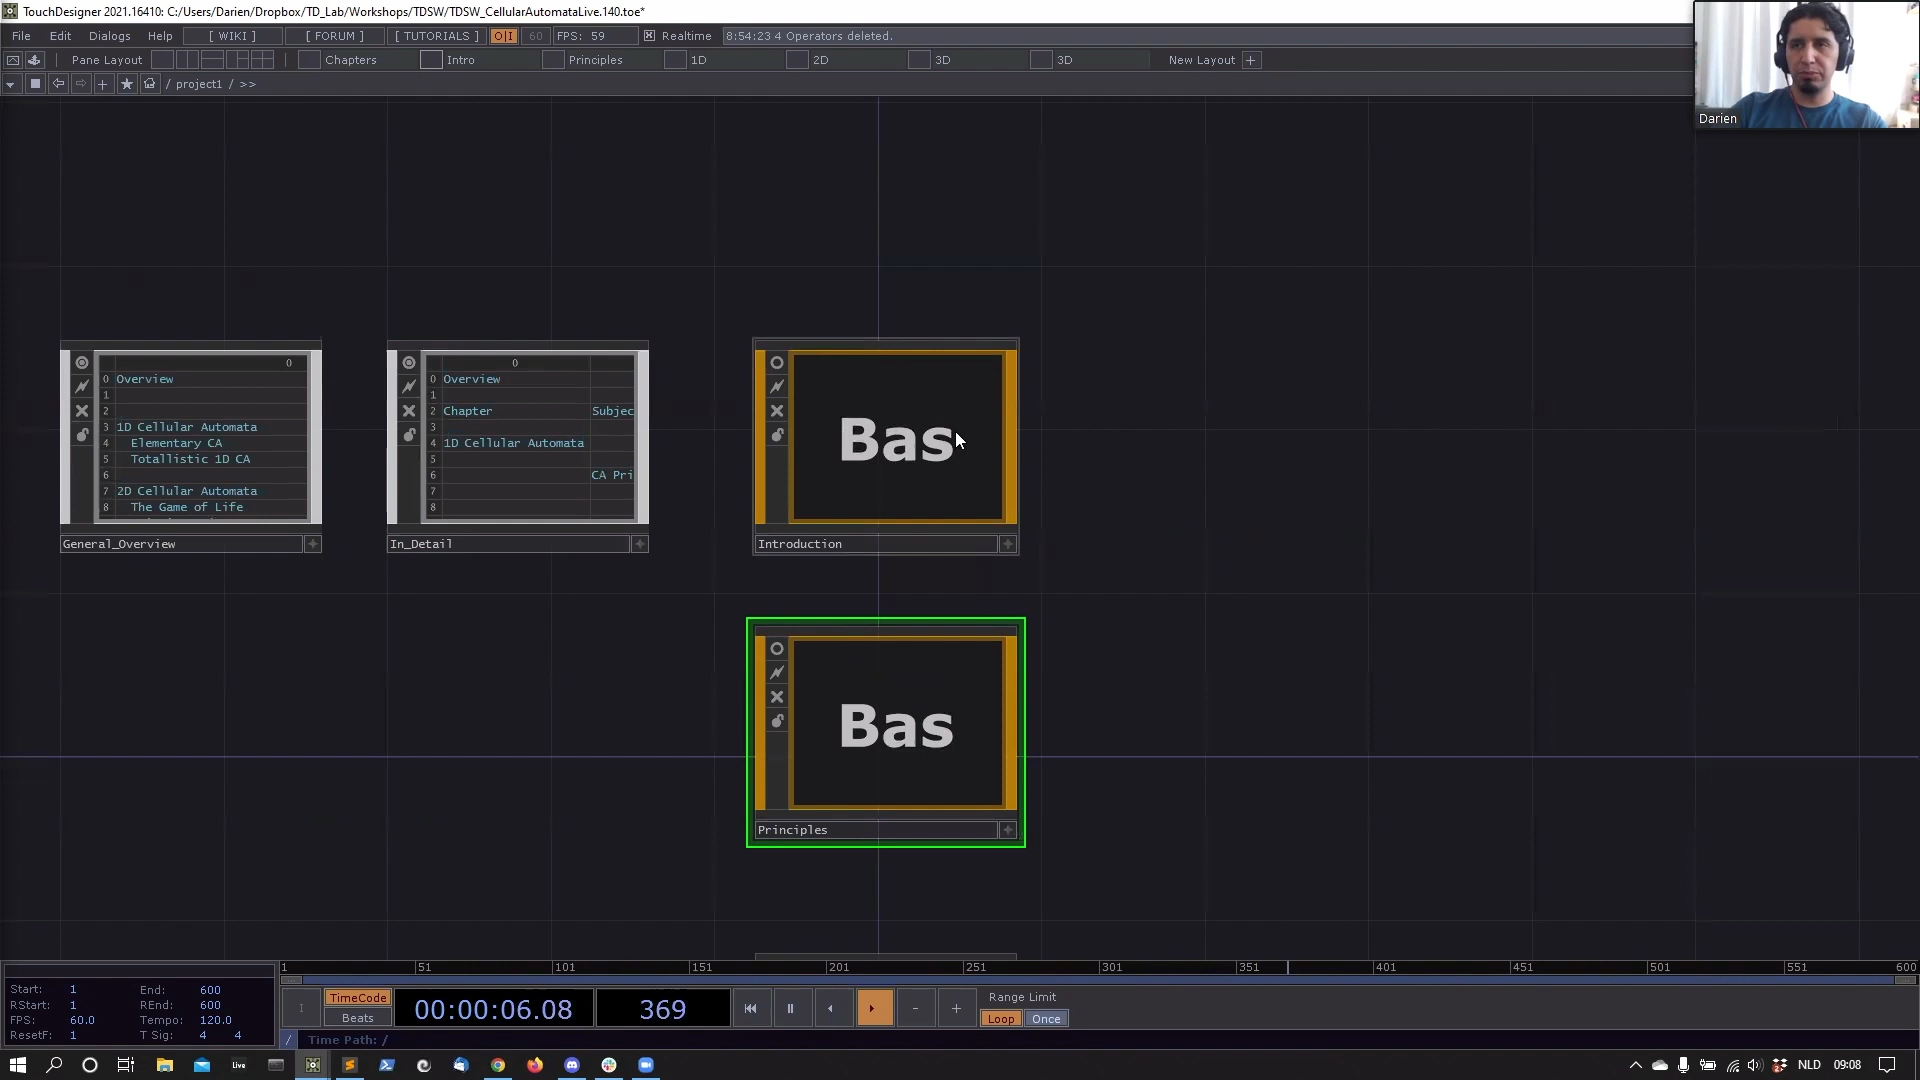 TouchDesigner 2021.16410: C:/Users/Darien/Dropbox/TD_Lab/Workshops/TDSW/TDSW_CellularAutomataLive.140.toe*
File Edit Dialogs Help [ WIKI ] [ FORUM ] [ TUTORIALS ] O|I 60 FPS: 59 Realtime 8:54:23 4 Operators deleted.
Pane Layout Chapters Intro Principles 1D 2D 3D 3D New Layout +
/ project1 / >>
Darien
0
0 Overview
1
2
3 1D Cellular Automata
4 Elementary CA
5 Totallistic 1D CA
6
7 2D Cellular Automata
8 The Game of Life
General_Overview
0
0 Overview
1
2 Chapter Subjec
3
4 1D Cellular Automata
5
6 CA Pri
7
8
In_Detail
Bas
Introduction
Bas
Principles
1 51 101 151 201 251 301 351 401 451 501 551 600
Start: 1 End: 600
RStart: 1 REnd: 600
FPS: 60.0 Tempo: 120.0
ResetF: 1 T Sig: 4 4
TimeCode
Beats
00:00:06.08
369
Range Limit
Loop Once
/ Time Path: /
Live
NLD 09:08